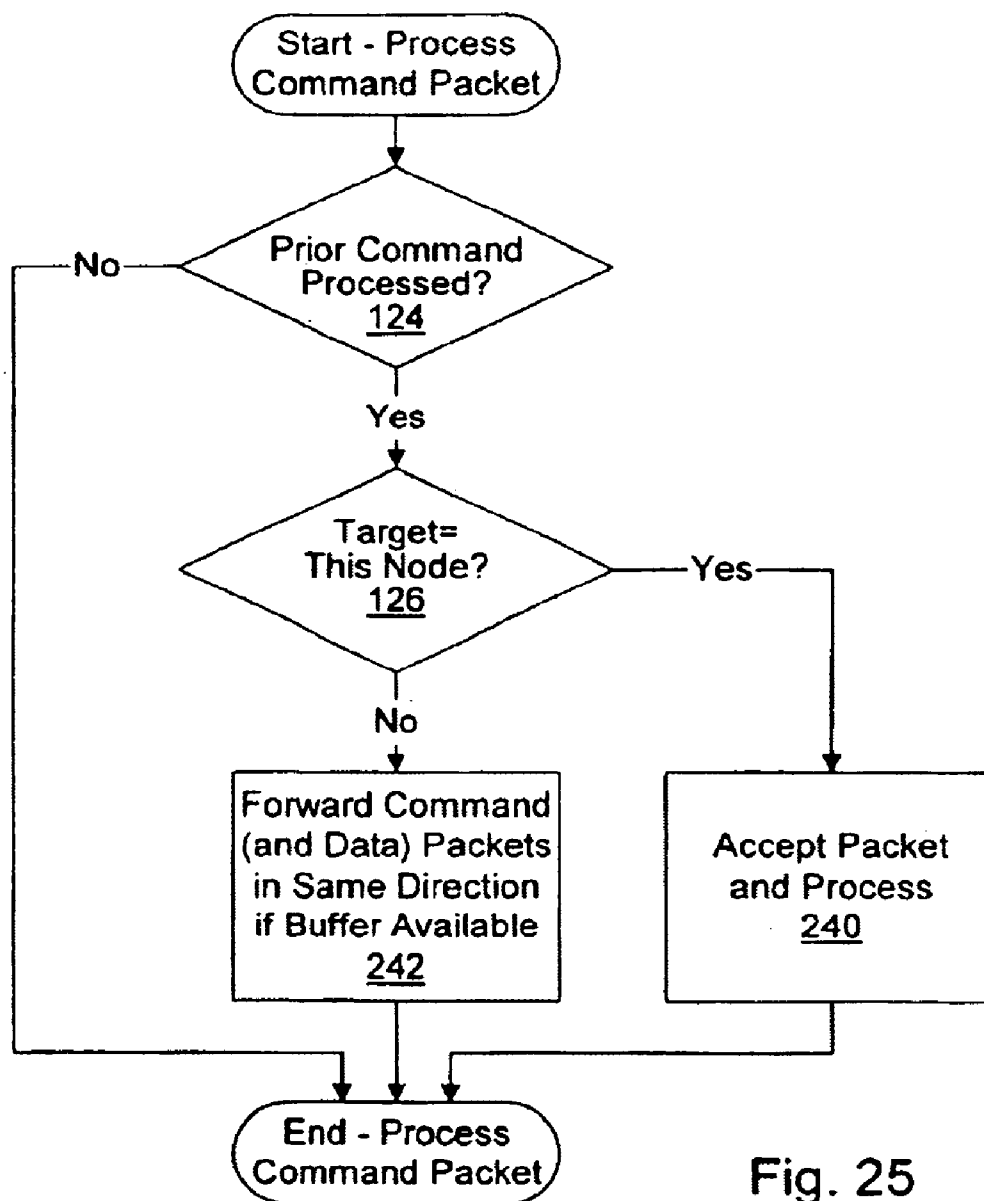 Start - Process
Command Packet
Prior Command
Processed?
124
No
Yes
Target=
This Node?
126
Yes
No
Forward Command
(and Data) Packets
in Same Direction
if Buffer Available
242
Accept Packet
and Process
240
End - Process
Command Packet
Fig. 25